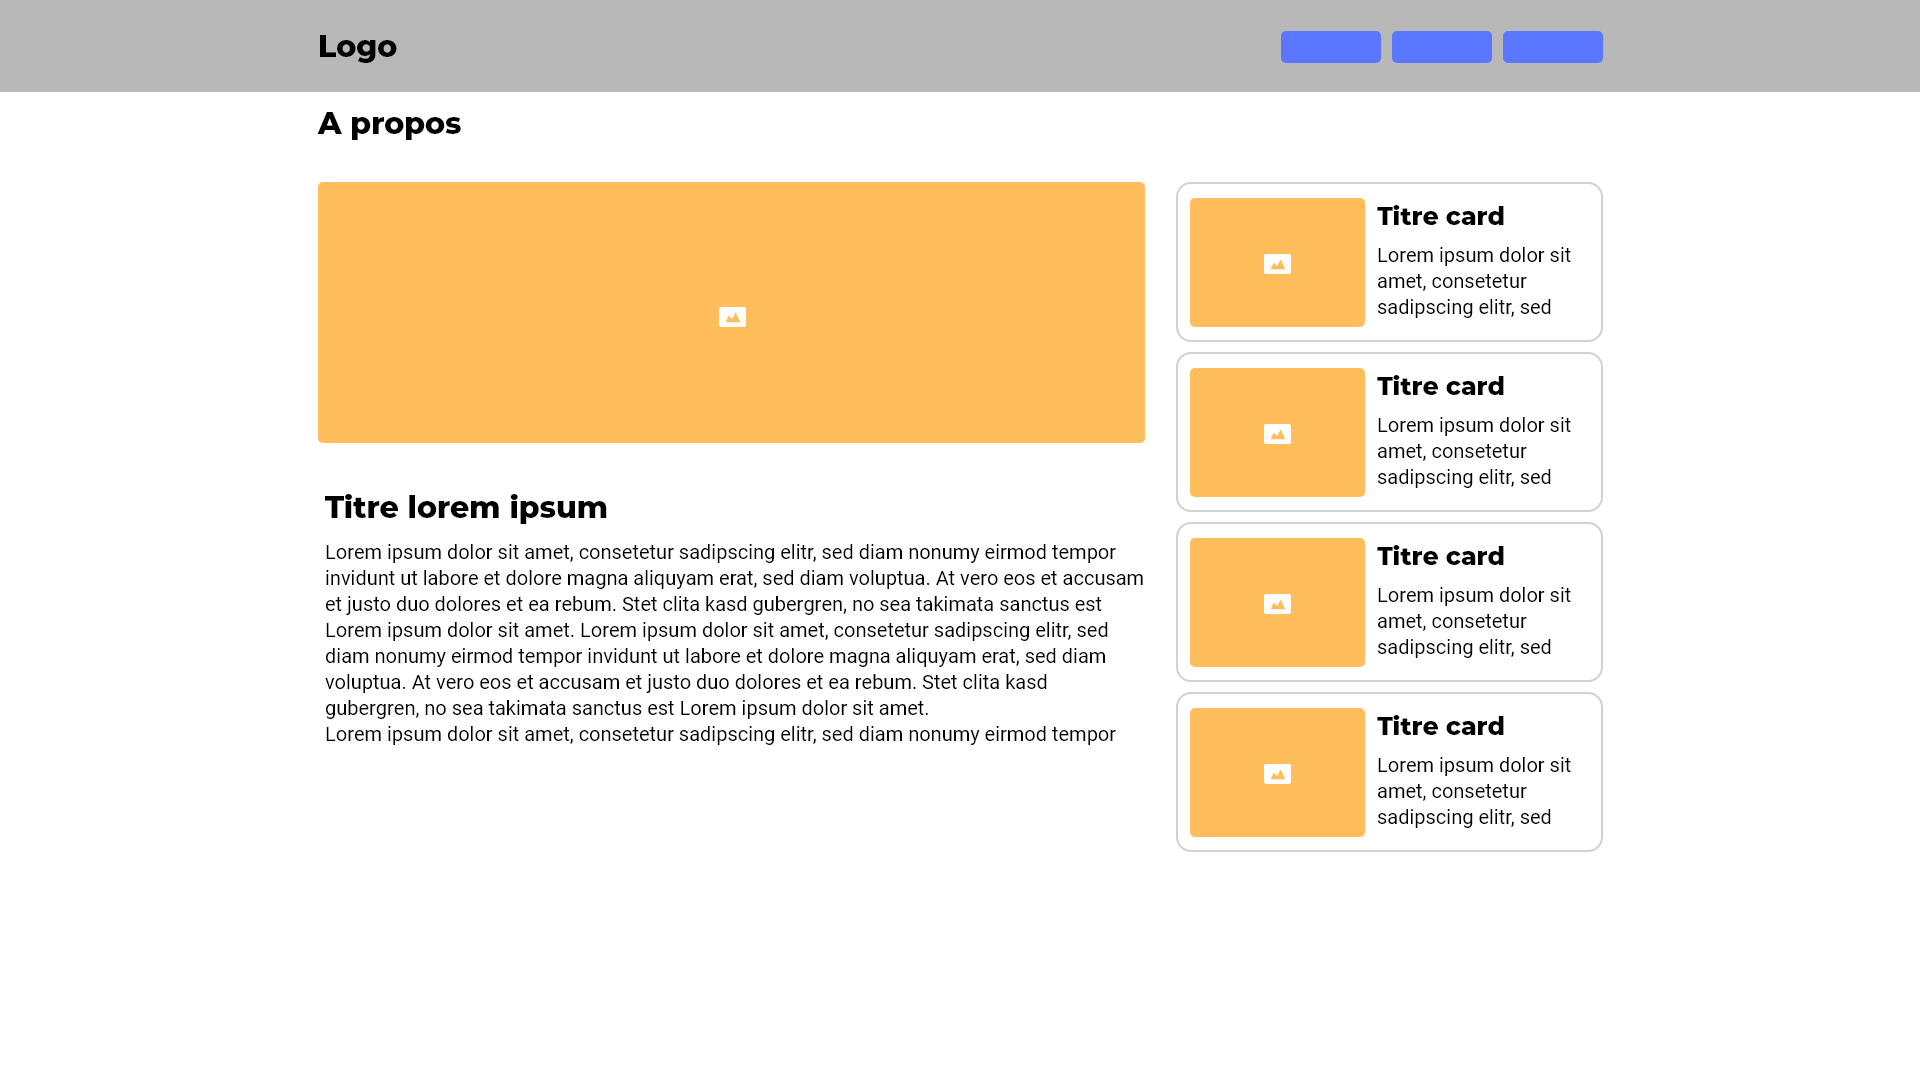 Logo
A propos
Titre lorem ipsum
Lorem ipsum dolor sit amet, consetetur sadipscing elitr, sed diam nonumy eirmod tempor
invidunt ut labore et dolore magna aliquyam erat, sed diam voluptua. At vero eos et accusam
et justo duo dolores et ea rebum. Stet clita kasd gubergren, no sea takimata sanctus est
Lorem ipsum dolor sit amet. Lorem ipsum dolor sit amet, consetetur sadipscing elitr, sed
diam nonumy eirmod tempor invidunt ut labore et dolore magna aliquyam erat, sed diam
voluptua. At vero eos et accusam et justo duo dolores et ea rebum. Stet clita kasd
gubergren, no sea takimata sanctus est Lorem ipsum dolor sit amet.
Lorem ipsum dolor sit amet, consetetur sadipscing elitr, sed diam nonumy eirmod tempor
Titre card
Lorem ipsum dolor sit
amet, consetetur
sadipscing elitr, sed
Titre card
Lorem ipsum dolor sit
amet, consetetur
sadipscing elitr, sed
Titre card
Lorem ipsum dolor sit
amet, consetetur
sadipscing elitr, sed
Titre card
Lorem ipsum dolor sit
amet, consetetur
sadipscing elitr, sed